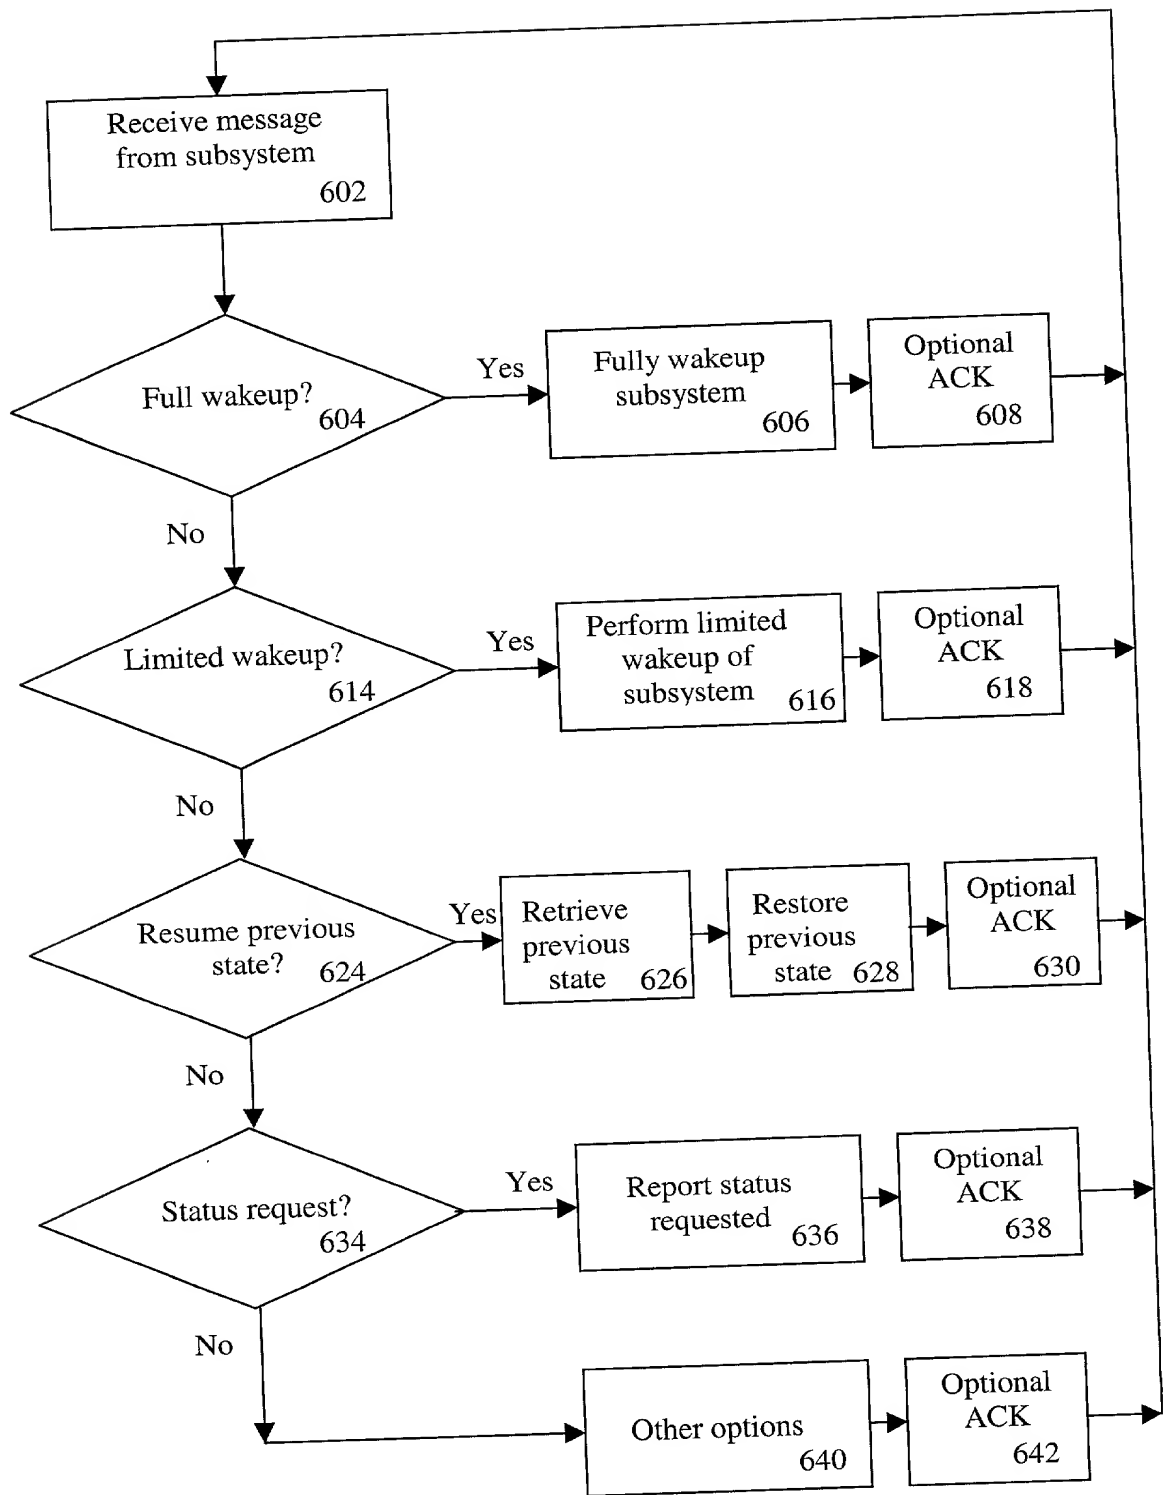 Receive message
from subsystem
602
Full wakeup?
604
Yes
Fully wakeup
subsystem
606
Optional
ACK
608
No
Limited wakeup?
614
Yes
Perform limited
wakeup of
subsystem
616
Optional
ACK
618
No
Resume previous
state?
624
Yes
Retrieve
previous
state
626
Restore
previous
state
628
Optional
ACK
630
No
Status request?
634
Yes
Report status
requested
636
Optional
ACK
638
No
Other options
640
Optional
ACK
642